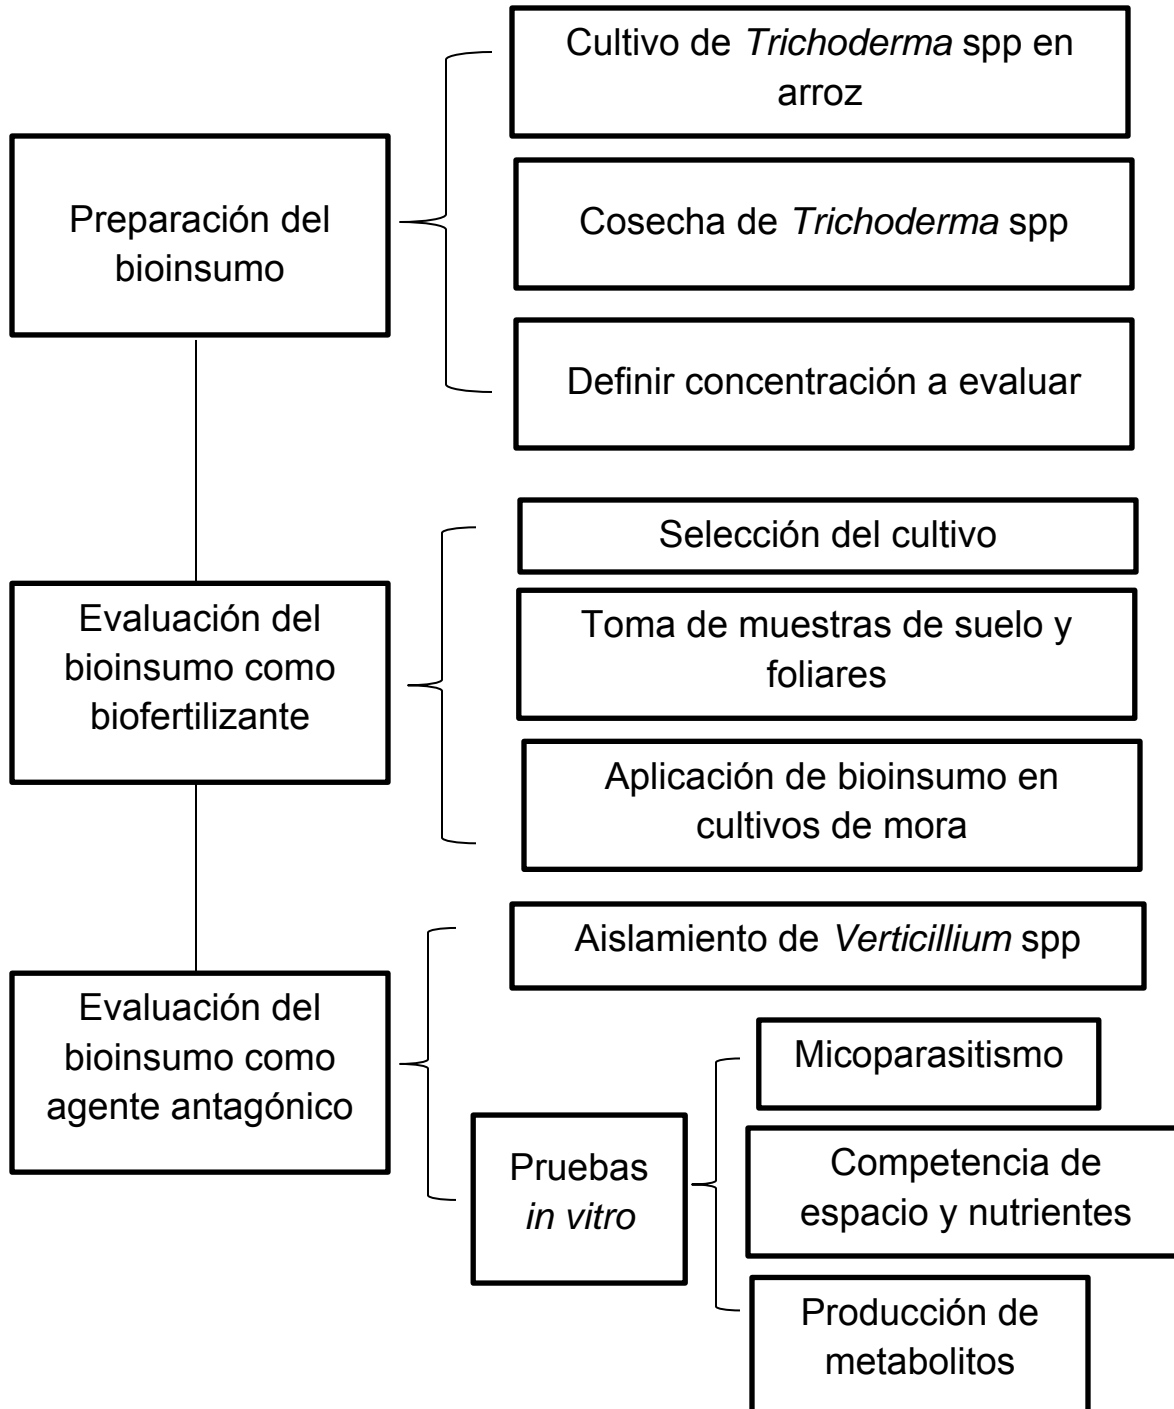 Cultivo de Trichoderma spp en
arroz
Preparación del
bioinsumo
Cosecha de Trichoderma spp
Definir concentración a evaluar
Evaluación del
bioinsumo como
biofertilizante
Selección del cultivo
Toma de muestras de suelo y
foliares
Aplicación de bioinsumo en
cultivos de mora
Evaluación del
bioinsumo como
agente antagónico
Aislamiento de Verticillium spp
Pruebas
in vitro
Micoparasitismo
Competencia de
espacio y nutrientes
Producción de
metabolitos